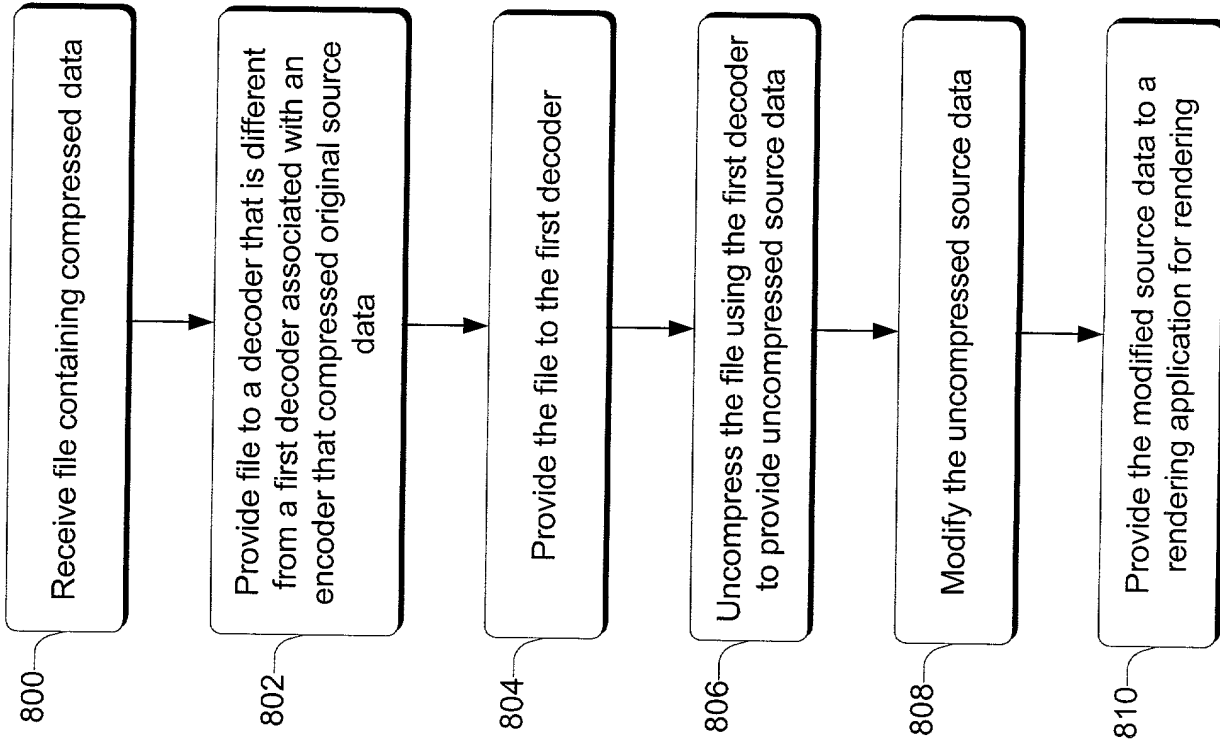 800
Receive file containing compressed data
802
Provide file to a decoder that is different
from a first decoder associated with an
encoder that compressed original source
data
804
Provide the file to the first decoder
806
Uncompress the file using the first decoder
to provide uncompressed source data
808
Modify the uncompressed source data
810
Provide the modified source data to a
rendering application for rendering